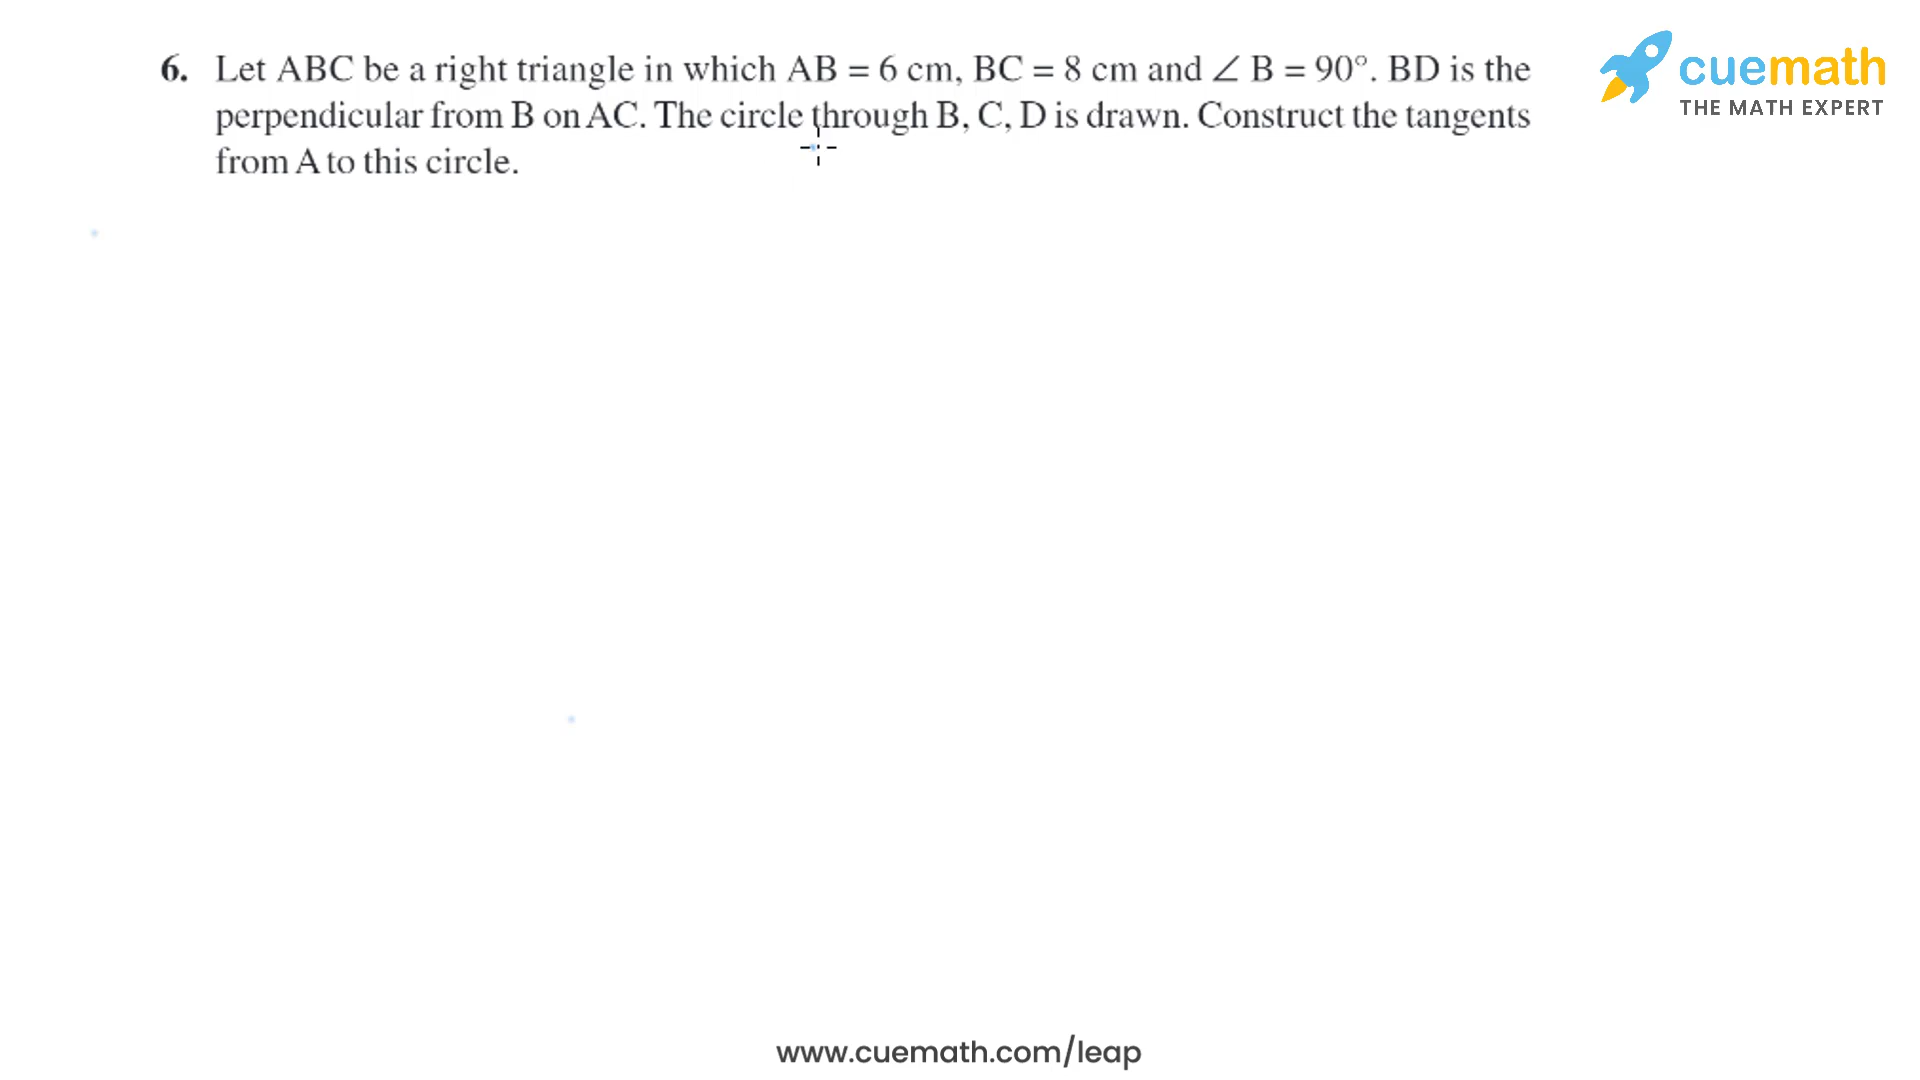 6. Let ABC be a right triangle in which AB = 6 cm, BC = 8 cm and ∠ B = 90°. BD is the
perpendicular from B on AC. The circle through B, C, D is drawn. Construct the tangents
from A to this circle.
cuemath
THE MATH EXPERT
www.cuemath.com/leap